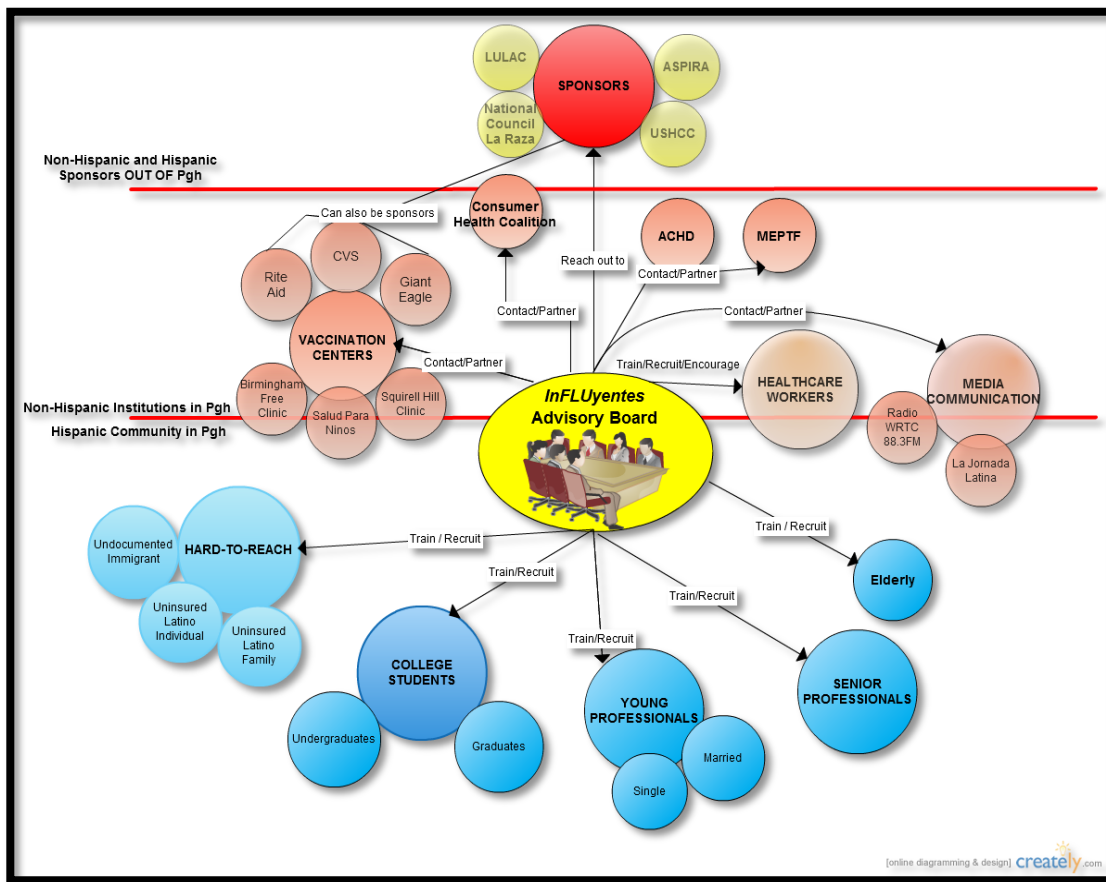 LULAC
SPONSORS
ASPIRA
National
Council
La Raza
USHCC
Non-Hispanic and Hispanic
Sponsors OUT OF Pgh
Can also be sponsors
Consumer
Health Coalition
ACHD
MEPTF
CVS
Rite
Aid
Giant
Eagle
Reach out to
Contact/Partner
Contact/Partner
Contact/Partner
VACCINATION
CENTERS
Contact/Partner
Train/Recruit/Encourage
HEALTHCARE
WORKERS
MEDIA
COMMUNICATION
Birmingham
Free
Clinic
Salud Para
Ninos
Squirell Hill
Clinic
InFLUyentes
Advisory Board
Non-Hispanic Institutions in Pgh
Hispanic Community in Pgh
Radio
WRTC
88.3FM
La Jornada
Latina
HARD-TO-REACH
Undocumented
Immigrant
Uninsured
Latino
Individual
Uninsured
Latino
Family
Train / Recruit
Train / Recruit
Elderly
Train/Recruit
Train/Recruit
Train/Recruit
COLLEGE
STUDENTS
Undergraduates
Graduates
YOUNG
PROFESSIONALS
Single
Married
SENIOR
PROFESSIONALS
[online diagramming & design] creately.com